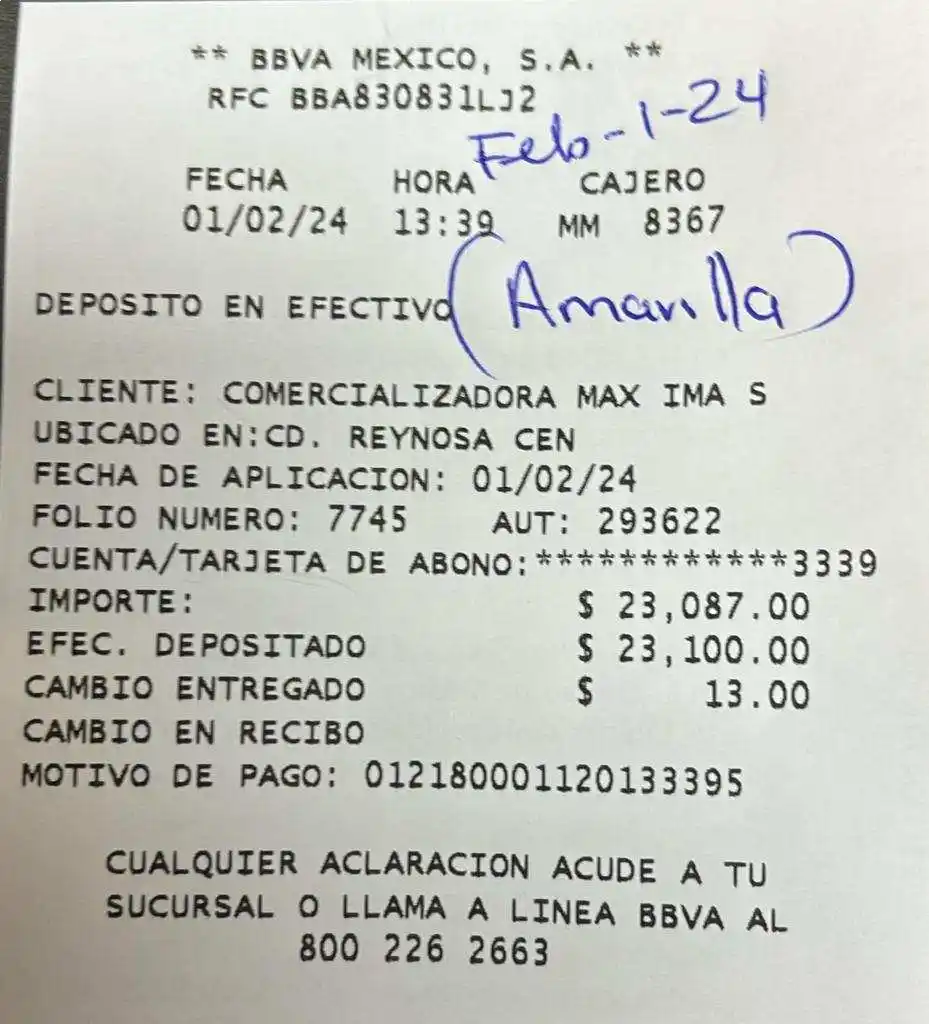 ** BBVA MEXICO, S.A. **
RFC BBA830831LJ2
Feb-1-24
FECHA HORA CAJERO
01/02/24 13:39 MM 8367
DEPOSITO EN EFECTIVO (Amarilla)
CLIENTE: COMERCIALIZADORA MAX IMA S
UBICADO EN:CD. REYNOSA CEN
FECHA DE APLICACION: 01/02/24
FOLIO NUMERO: 7745 AUT: 293622
CUENTA/TARJETA DE ABONO:************3339
IMPORTE: $ 23,087.00
EFEC. DEPOSITADO $ 23,100.00
CAMBIO ENTREGADO $ 13.00
CAMBIO EN RECIBO
MOTIVO DE PAGO: 012180001120133395
CUALQUIER ACLARACION ACUDE A TU
SUCURSAL O LLAMA A LINEA BBVA AL
800 226 2663